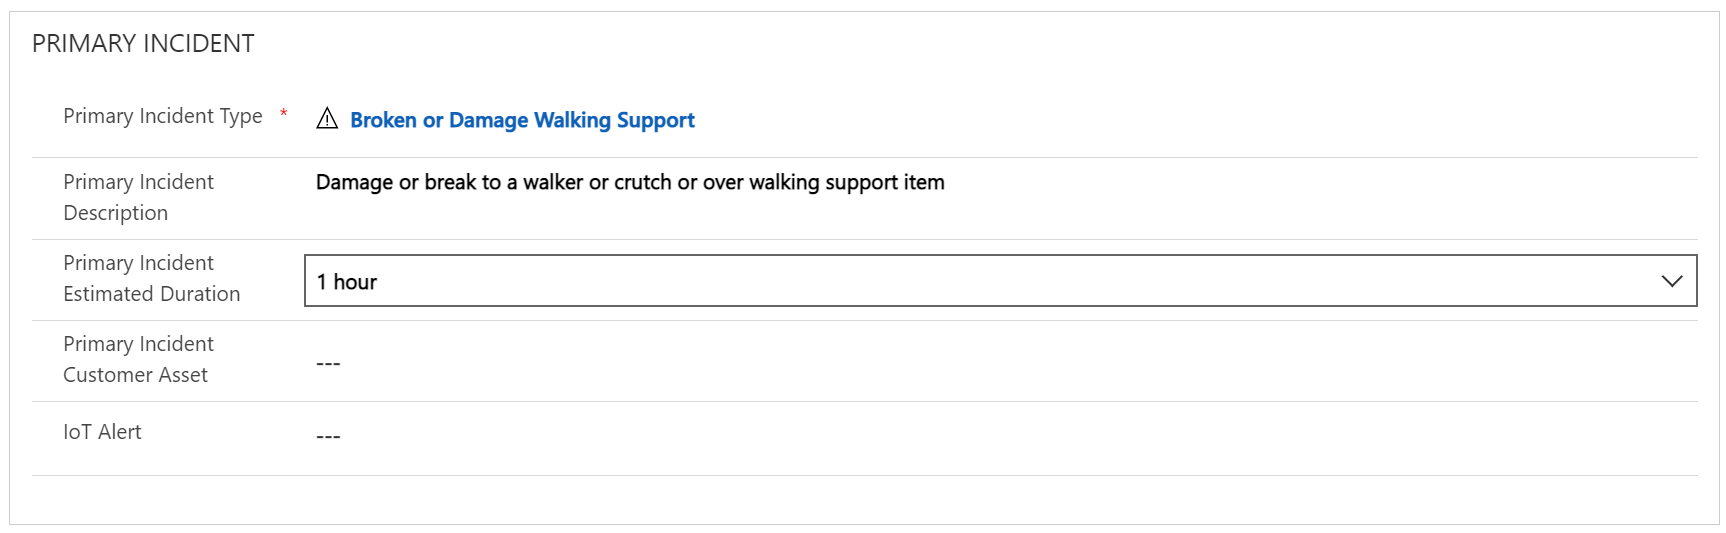 PRIMARY INCIDENT
Primary Incident Type * Broken or Damage Walking Support
Primary Incident
Description
Damage or break to a walker or crutch or over walking support item
Primary Incident
Estimated Duration
1 hour
Primary Incident
Customer Asset
---
IoT Alert ---